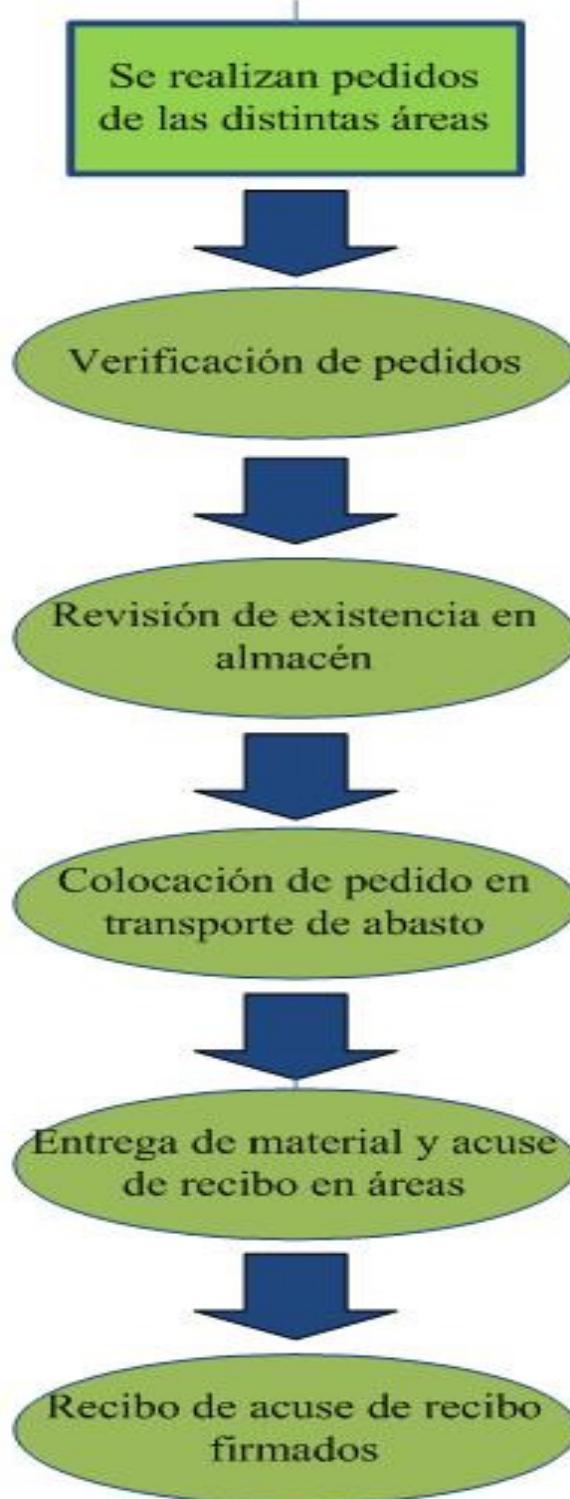 Se realizan pedidos
de las distintas áreas
Verificación de pedidos
Revisión de existencia en
almacén
Colocación de pedido en
transporte de abasto
Entrega de material y acuse
de recibo en áreas
Recibo de acuse de recibo
firmados